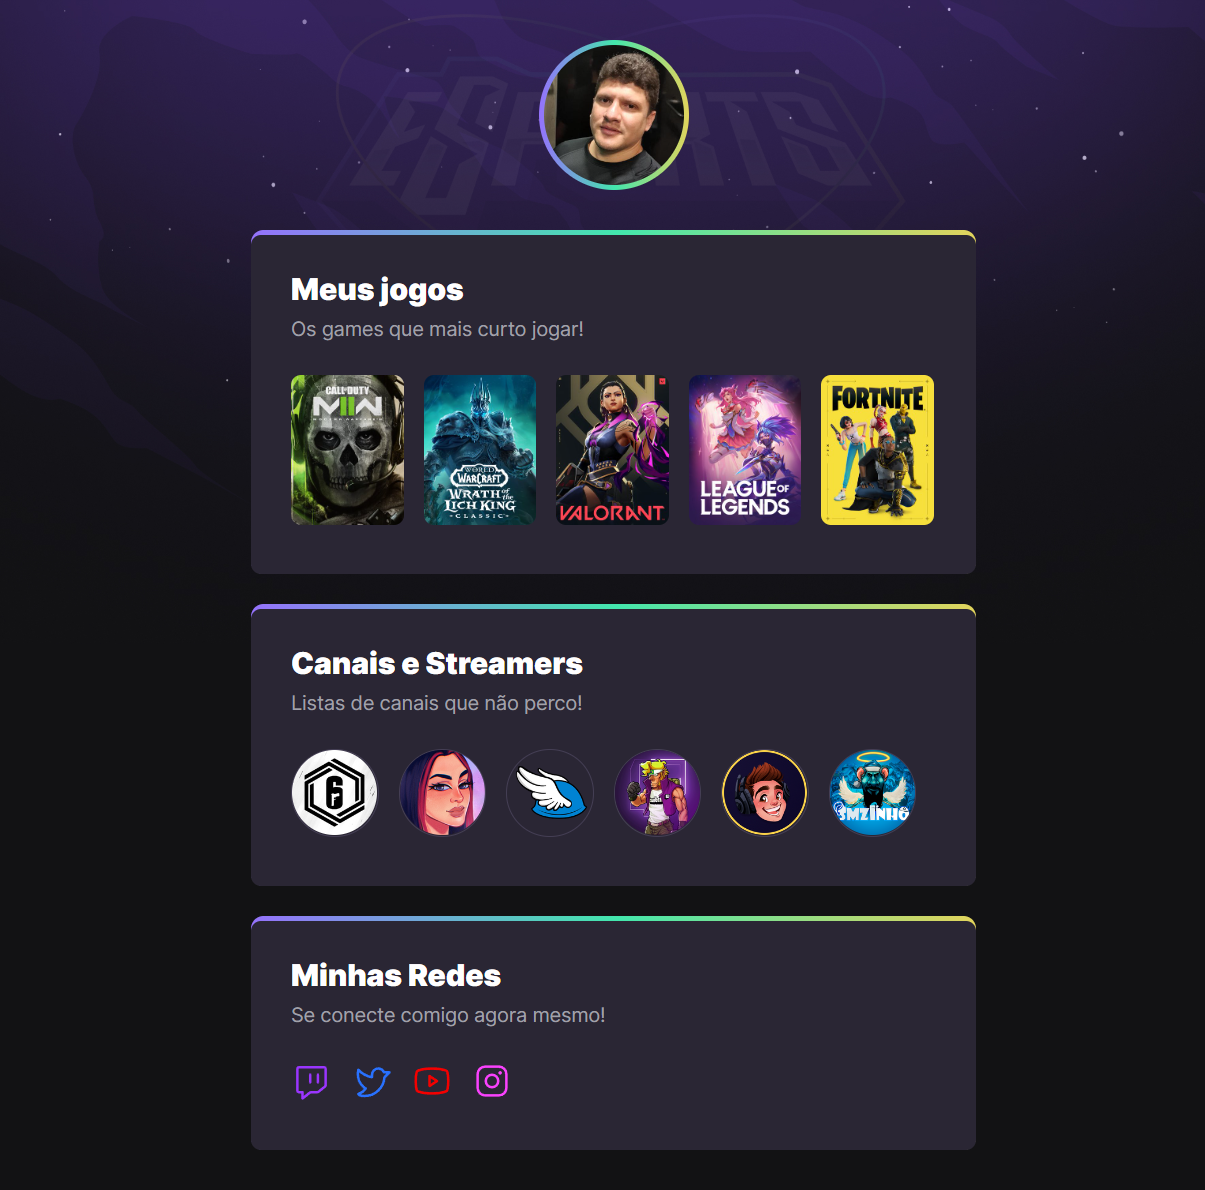 ESPORTS
Meus jogos
Os games que mais curto jogar!
CALL OF DUTY
MWII
WORLD
WARCRAFT
WRATH of the
LICH KING
CLASSIC
VALORANT
LEAGUE OF
LEGENDS
FORTNITE
Canais e Streamers
Listas de canais que não perco!
6
SMZINHO
Minhas Redes
Se conecte comigo agora mesmo!